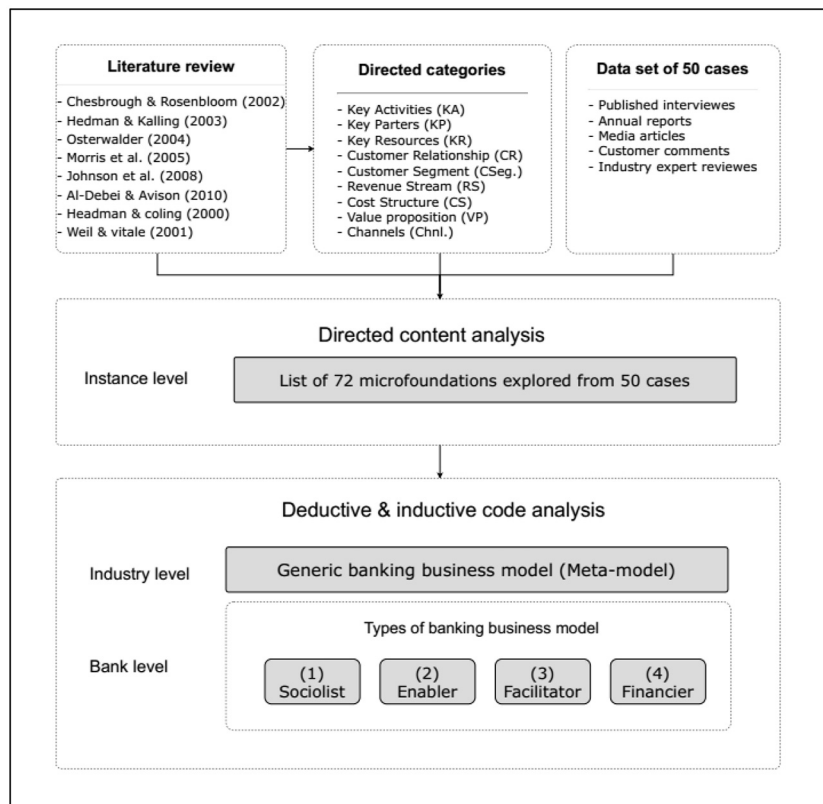 Literature review
- Chesbrough & Rosenbloom (2002)
- Hedman & Kalling (2003)
- Osterwalder (2004)
- Morris et al. (2005)
- Johnson et al. (2008)
- Al-Debei & Avison (2010)
- Headman & coling (2000)
- Weil & vitale (2001)
Directed categories
- Key Activities (KA)
- Key Parters (KP)
- Key Resources (KR)
- Customer Relationship (CR)
- Customer Segment (CSeg.)
- Revenue Stream (RS)
- Cost Structure (CS)
- Value proposition (VP)
- Channels (Chnl.)
Data set of 50 cases
- Published interviewes
- Annual reports
- Media articles
- Customer comments
- Industry expert reviewes
Directed content analysis
Instance level
List of 72 microfoundations explored from 50 cases
Deductive & inductive code analysis
Industry level
Generic banking business model (Meta-model)
Types of banking business model
Bank level
(1)
Sociolist
(2)
Enabler
(3)
Facilitator
(4)
Financier